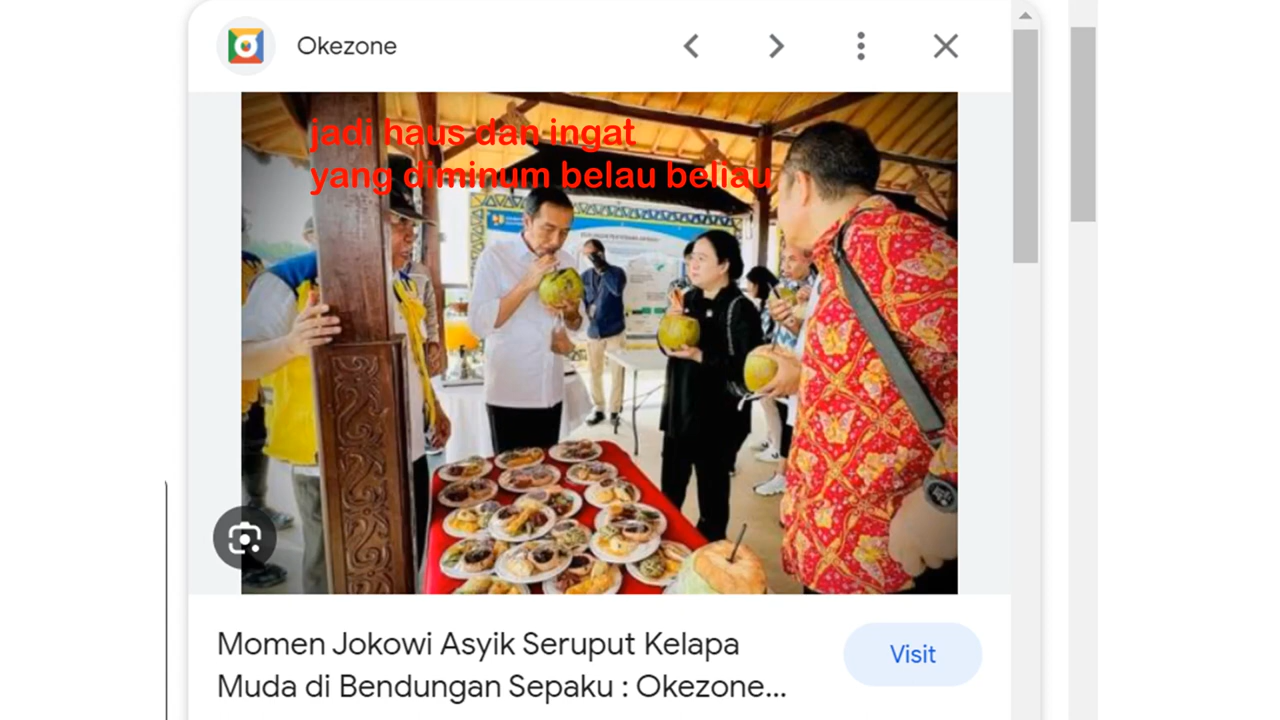 Okezone
jadi haus dan ingat
yang diminum belau beliau
Momen Jokowi Asyik Seruput Kelapa
Muda di Bendungan Sepaku : Okezone...
Visit